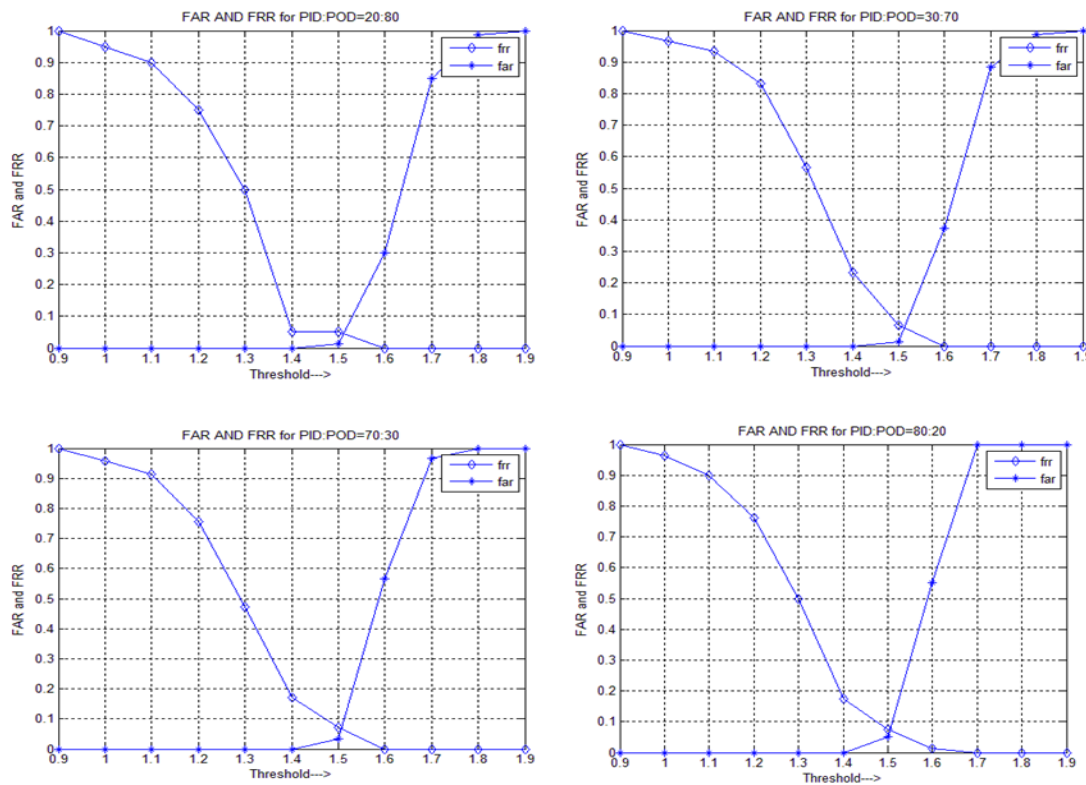 FAR AND FRR for PID:POD=20:80
1
0.9
0.8
0.7
0.6
0.5
0.4
0.3
0.2
0.1
0
FAR and FRR
frr
far
0.9 1 1.1 1.2 1.3 1.4 1.5 1.6 1.7 1.8 1.9
Threshold--->
FAR AND FRR for PID:POD=30:70
1
0.9
0.8
0.7
0.6
0.5
0.4
0.3
0.2
0.1
0
FAR and FRR
frr
far
0.9 1 1.1 1.2 1.3 1.4 1.5 1.6 1.7 1.8 1.9
Threshold--->
FAR AND FRR for PID:POD=70:30
1
0.9
0.8
0.7
0.6
0.5
0.4
0.3
0.2
0.1
0
FAR and FRR
frr
far
0.9 1 1.1 1.2 1.3 1.4 1.5 1.6 1.7 1.8 1.9
Threshold--->
FAR AND FRR for PID:POD=80:20
1
0.9
0.8
0.7
0.6
0.5
0.4
0.3
0.2
0.1
0
FAR and FRR
frr
far
0.9 1 1.1 1.2 1.3 1.4 1.5 1.6 1.7 1.8 1.9
Threshold--->